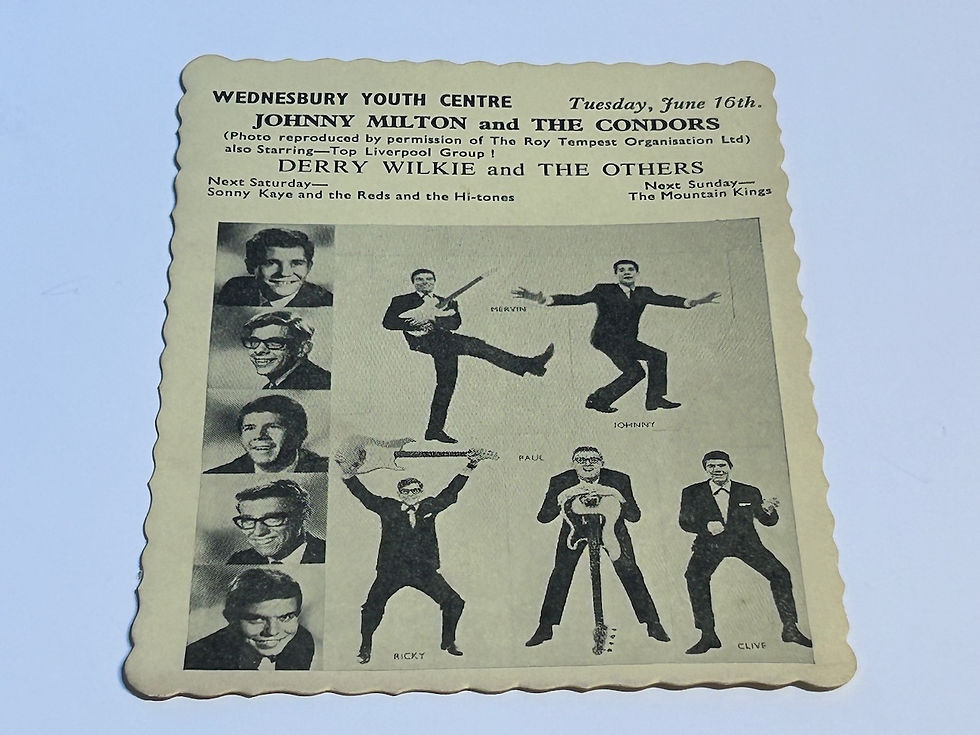 WEDNESBURY YOUTH CENTRE Tuesday, June 16th.
JOHNNY MILTON and THE CONDORS
(Photo reproduced by permission of The Roy Tempest Organisation Ltd)
also Starring—Top Liverpool Group !
DERRY WILKIE and THE OTHERS
Next Saturday— Next Sunday—
Sonny Kaye and the Reds and the Hi-tones The Mountain Kings
MERVIN
JOHNNY
PAUL
RICKY
CLIVE